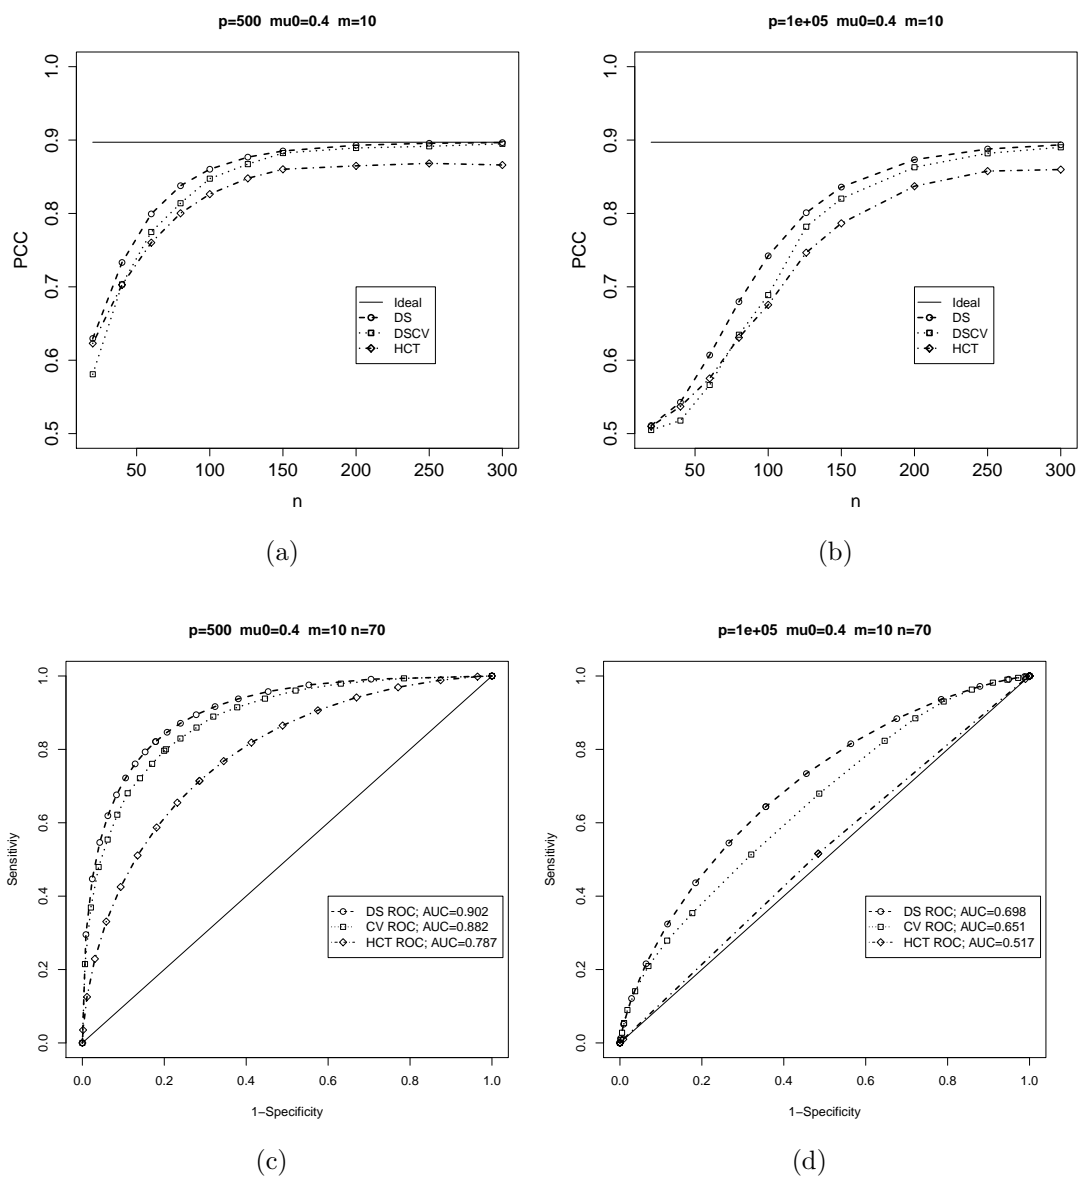 p=500 mu0=0.4 m=10
PCC
1.0
0.9
0.8
0.7
0.6
0.5
Ideal
DS
DSCV
HCT
50 100 150 200 250 300
n
(a)
p=1e+05 mu0=0.4 m=10
PCC
1.0
0.9
0.8
0.7
0.6
0.5
Ideal
DS
DSCV
HCT
50 100 150 200 250 300
n
(b)
p=500 mu0=0.4 m=10 n=70
Sensitiviy
1.0
0.8
0.6
0.4
0.2
0.0
DS ROC; AUC=0.902
CV ROC; AUC=0.882
HCT ROC; AUC=0.787
0.0 0.2 0.4 0.6 0.8 1.0
1−Specificity
(c)
p=1e+05 mu0=0.4 m=10 n=70
Sensitiviy
1.0
0.8
0.6
0.4
0.2
0.0
DS ROC; AUC=0.698
CV ROC; AUC=0.651
HCT ROC; AUC=0.517
0.0 0.2 0.4 0.6 0.8 1.0
1−Specificity
(d)